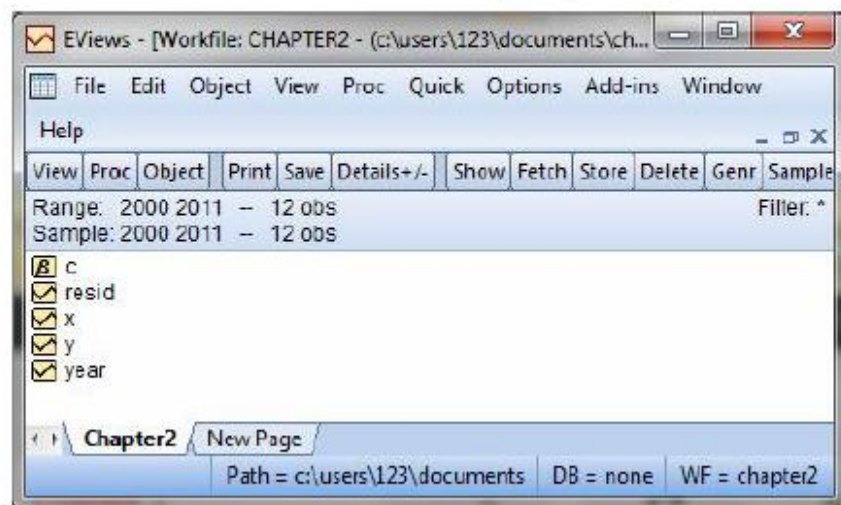 EViews - [Workfile: CHAPTER2 - (c:\users\123\documents\ch...
File Edit Object View Proc Quick Options Add-ins Window
Help
View Proc Object Print Save Details+/- Show Fetch Store Delete Genr Sample
Range: 2000 2011 -- 12 obs Filter: *
Sample: 2000 2011 -- 12 obs
β c
resid
x
y
year
Chapter2 New Page
Path = c:\users\123\documents DB = none WF = chapter2